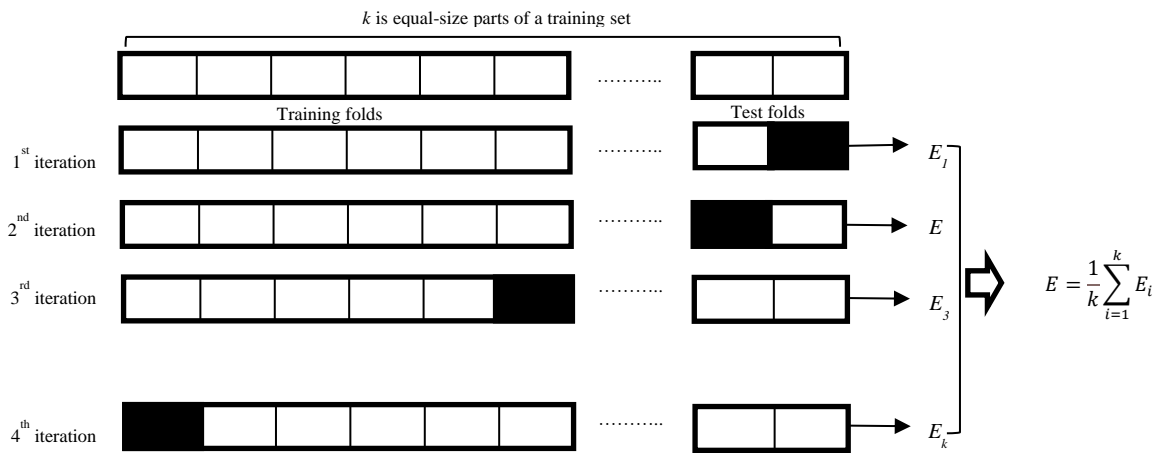 k is equal-size parts of a training set
………..
Training folds
Test folds
1st iteration
………..
E1
2nd iteration
………..
E
3rd iteration
………..
E3
E = 1/k ∑_{i=1}^{k} Ei
4th iteration
………..
Ek